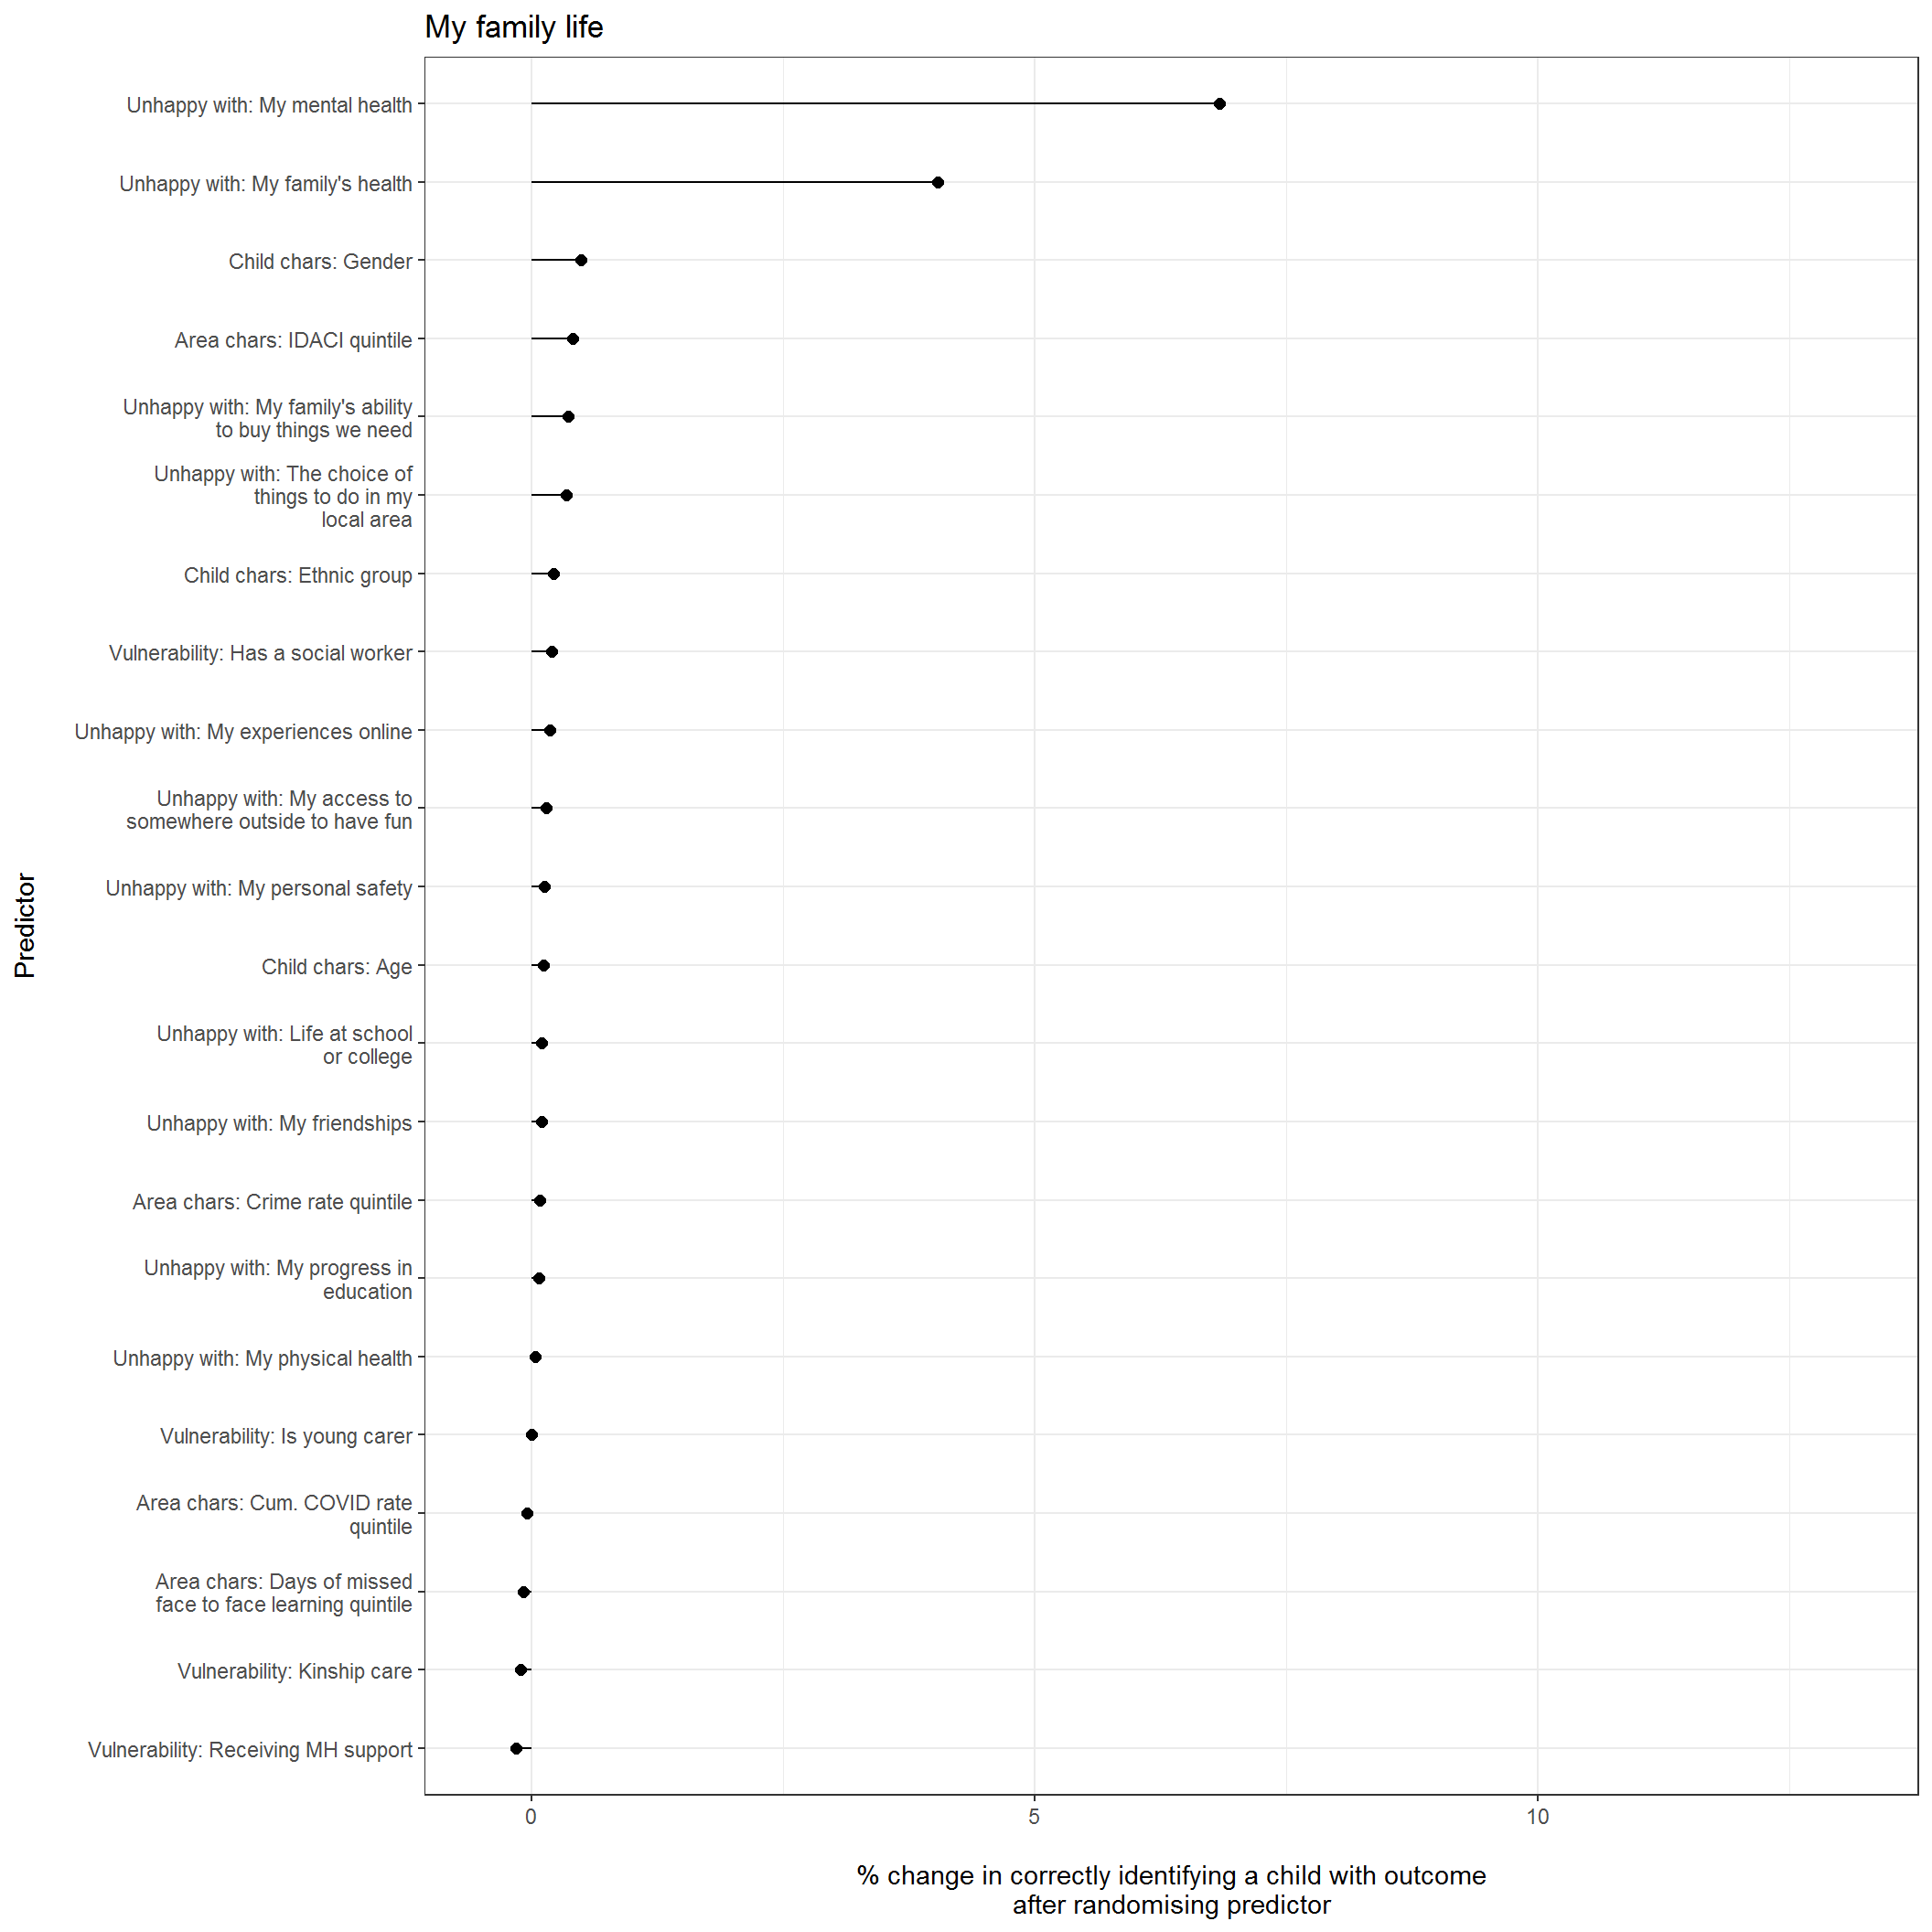 My family life
Unhappy with: My mental health
Unhappy with: My family's health
Child chars: Gender
Area chars: IDACI quintile
Unhappy with: My family's ability
to buy things we need
Unhappy with: The choice of
things to do in my
local area
Child chars: Ethnic group
Vulnerability: Has a social worker
Unhappy with: My experiences online
Unhappy with: My access to
somewhere outside to have fun
Unhappy with: My personal safety
Child chars: Age
Unhappy with: Life at school
or college
Unhappy with: My friendships
Area chars: Crime rate quintile
Unhappy with: My progress in
education
Unhappy with: My physical health
Vulnerability: Is young carer
Area chars: Cum. COVID rate
quintile
Area chars: Days of missed
face to face learning quintile
Vulnerability: Kinship care
Vulnerability: Receiving MH support
Predictor
0 5 10
% change in correctly identifying a child with outcome
after randomising predictor